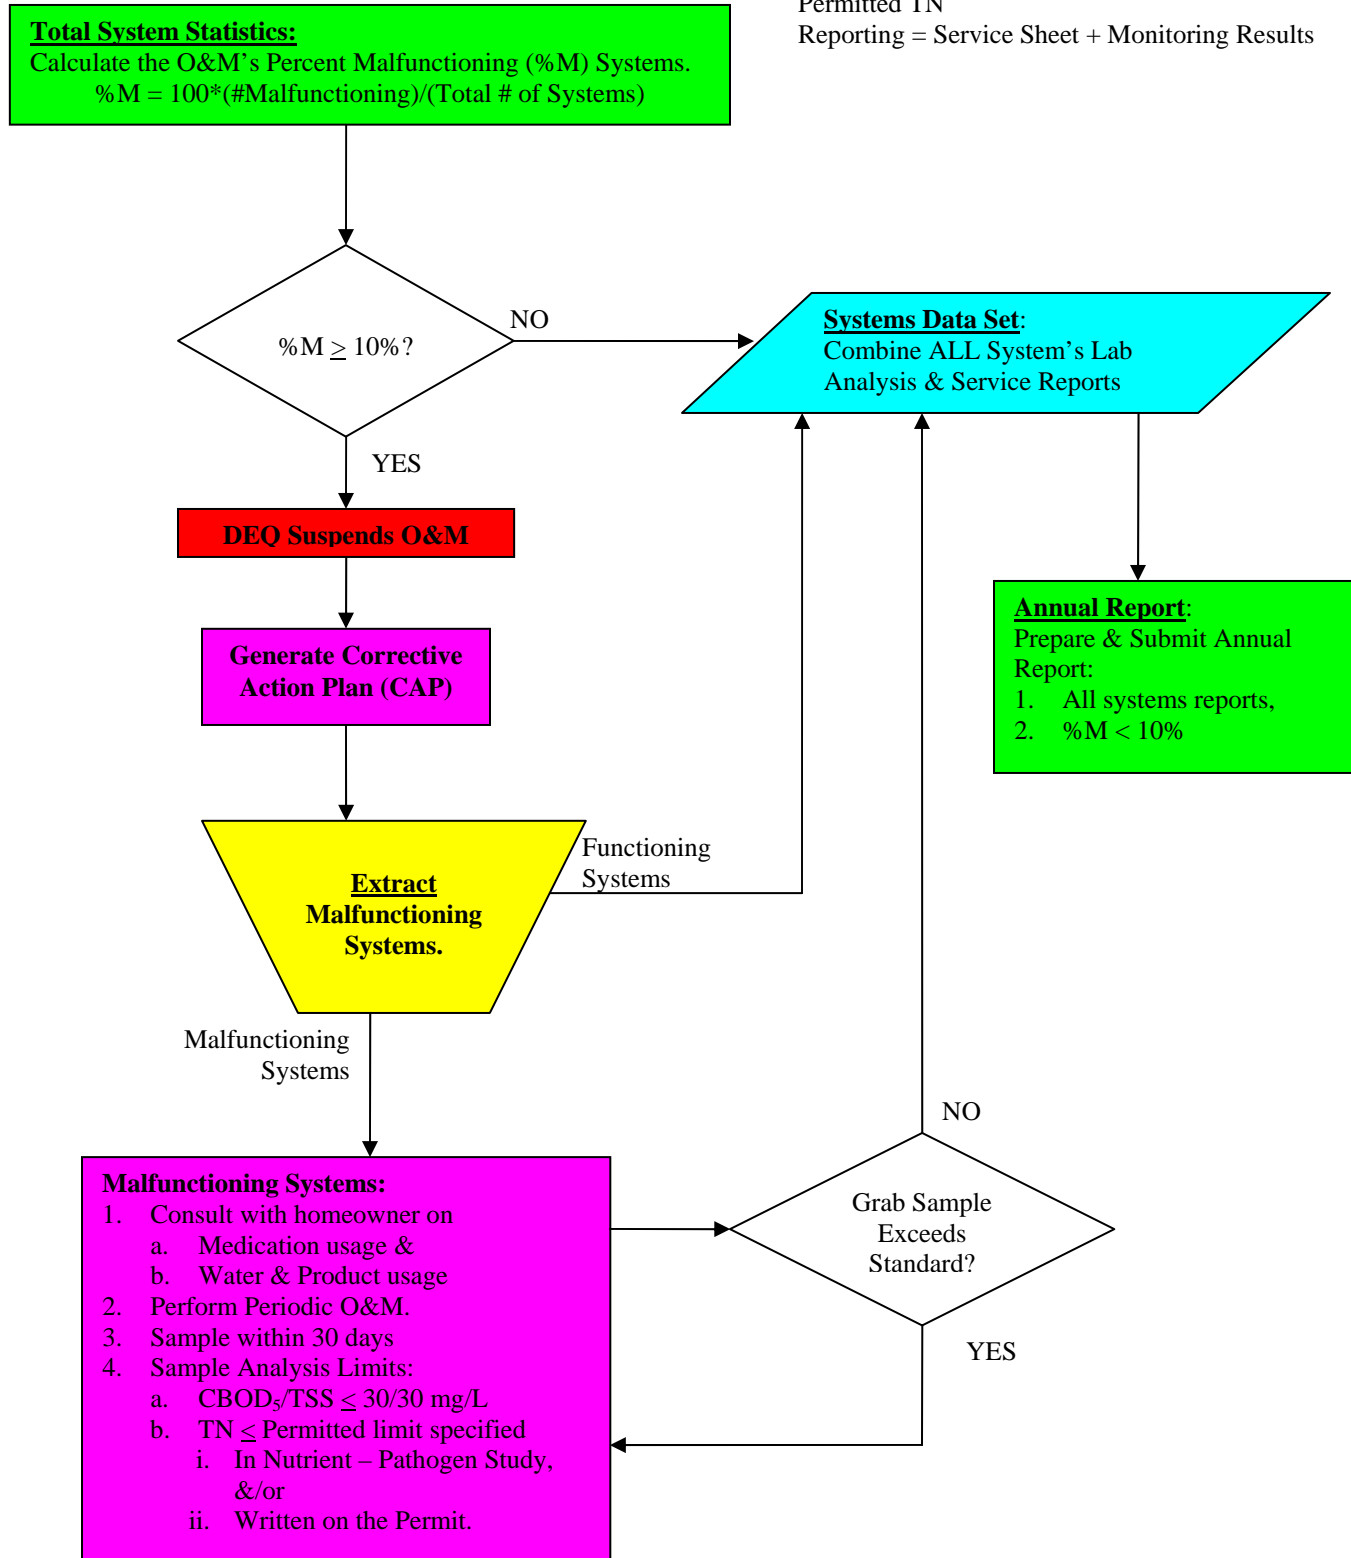 Permitted TN
Reporting = Service Sheet + Monitoring Results
Total System Statistics:
Calculate the O&M's Percent Malfunctioning (%M) Systems.
%M = 100*(#Malfunctioning)/(Total # of Systems)
%M ≥ 10%?
NO
YES
Systems Data Set:
Combine ALL System's Lab
Analysis & Service Reports
DEQ Suspends O&M
Generate Corrective
Action Plan (CAP)
Annual Report:
Prepare & Submit Annual
Report:
1. All systems reports,
2. %M < 10%
Extract
Malfunctioning
Systems.
Functioning
Systems
Malfunctioning
Systems
NO
Grab Sample
Exceeds
Standard?
YES
Malfunctioning Systems:
1. Consult with homeowner on
a. Medication usage &
b. Water & Product usage
2. Perform Periodic O&M.
3. Sample within 30 days
4. Sample Analysis Limits:
a. CBOD₅/TSS ≤ 30/30 mg/L
b. TN ≤ Permitted limit specified
i. In Nutrient – Pathogen Study,
&/or
ii. Written on the Permit.